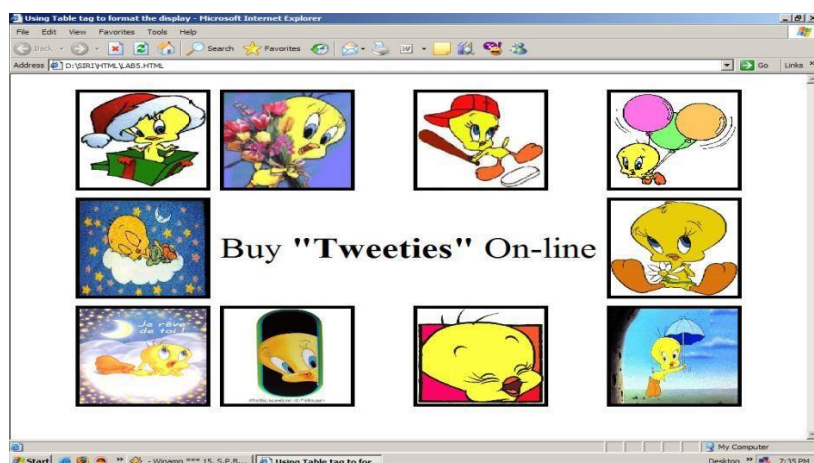 Using Table tag to format the display - Microsoft Internet Explorer
File Edit View Favorites Tools Help
Back Search Favorites
Address D:\SIRI\HTML\LAB5.HTML Go Links
Buy "Tweeties" On-line
Je rêve
de toi !
My Computer
Start Winamp *** 15. S.P.B... Using Table tag to for... Desktop 7:35 PM